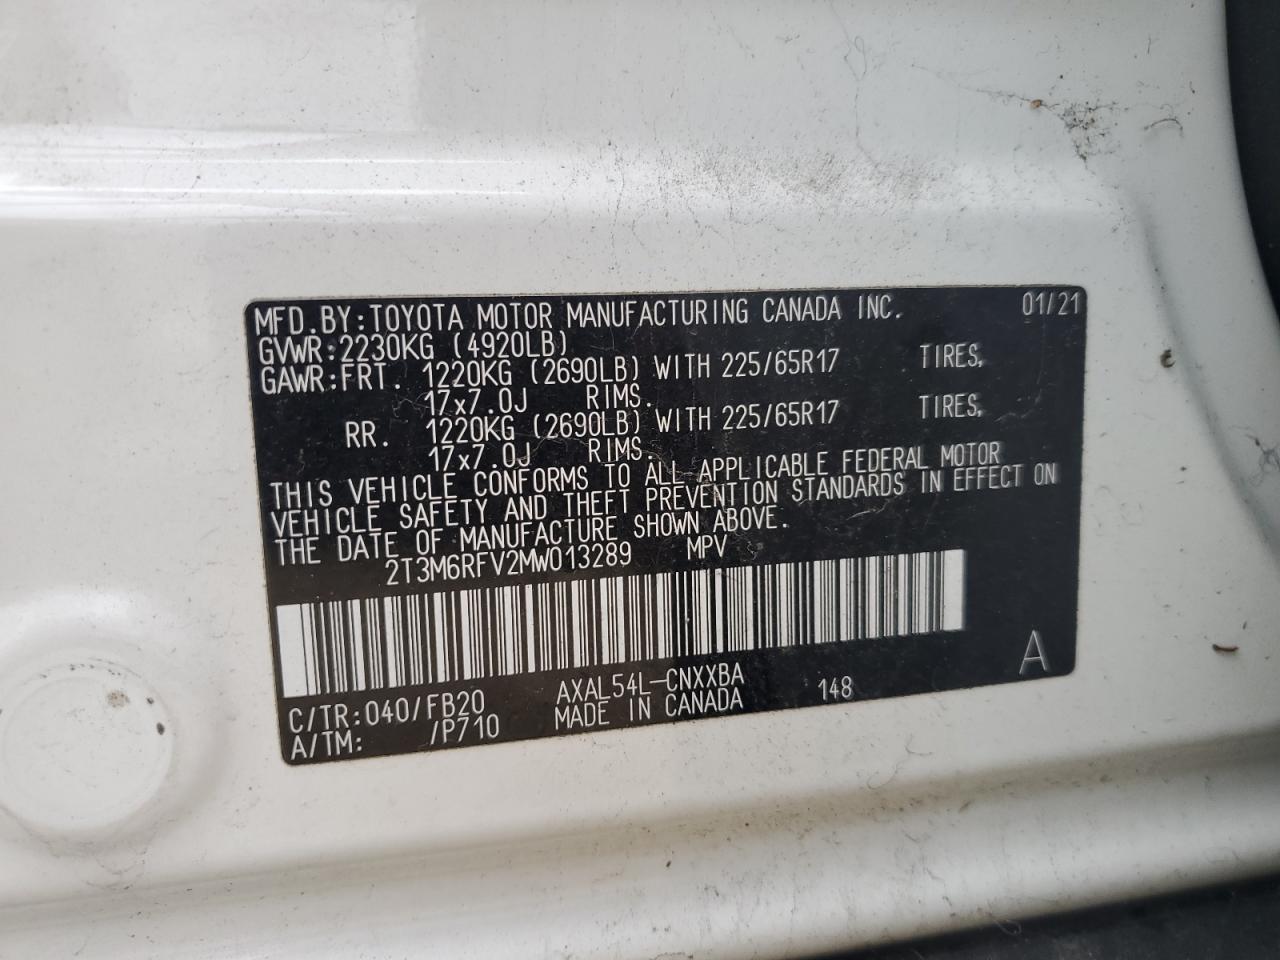 MFD.BY:TOYOTA MOTOR MANUFACTURING CANADA INC. 01/21
GVWR:2230KG (4920LB)
GAWR:FRT. 1220KG (2690LB) WITH 225/65R17 TIRES,
17x7.0J RIMS.
RR. 1220KG (2690LB) WITH 225/65R17 TIRES,
17x7.0J RIMS.
THIS VEHICLE CONFORMS TO ALL APPLICABLE FEDERAL MOTOR
VEHICLE SAFETY AND THEFT PREVENTION STANDARDS IN EFFECT ON
THE DATE OF MANUFACTURE SHOWN ABOVE.
2T3M6RFV2MW013289 MPV
A
C/TR:040/FB20 AXAL54L-CNXXBA 148
A/TM: /P710 MADE IN CANADA